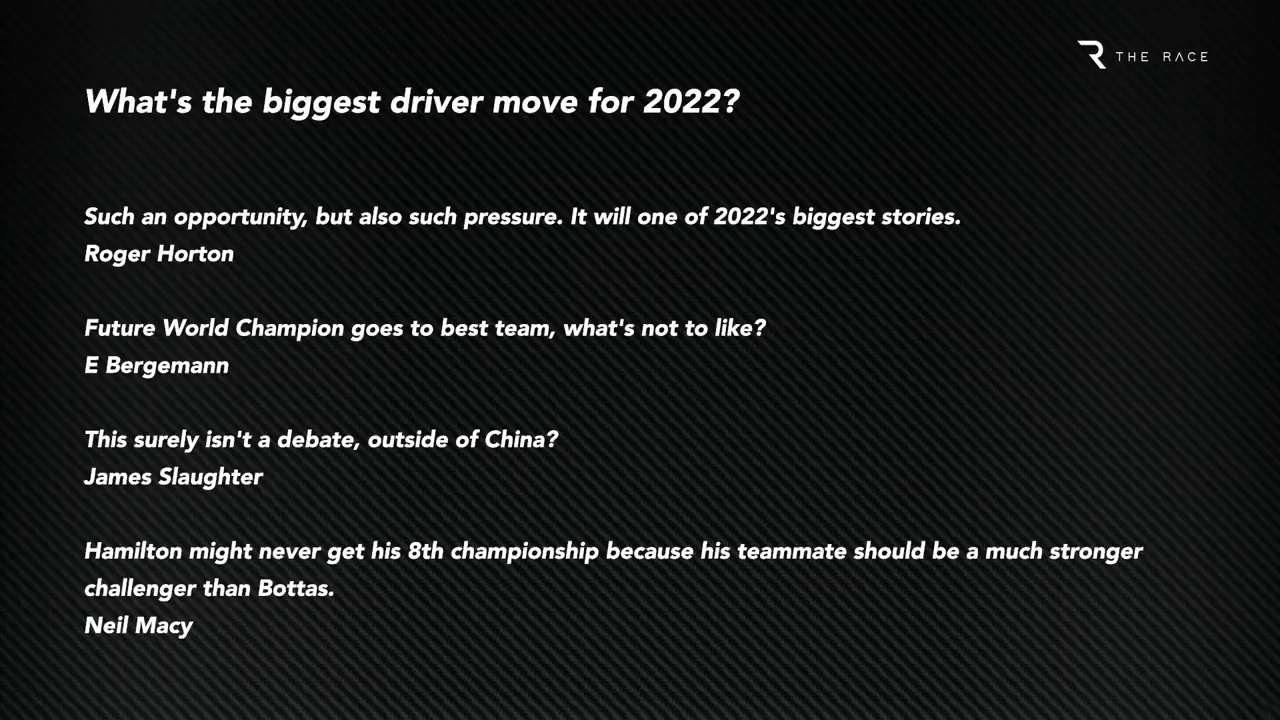 THE RACE
What's the biggest driver move for 2022?
Such an opportunity, but also such pressure. It will one of 2022's biggest stories.
Roger Horton
Future World Champion goes to best team, what's not to like?
E Bergemann
This surely isn't a debate, outside of China?
James Slaughter
Hamilton might never get his 8th championship because his teammate should be a much stronger
challenger than Bottas.
Neil Macy